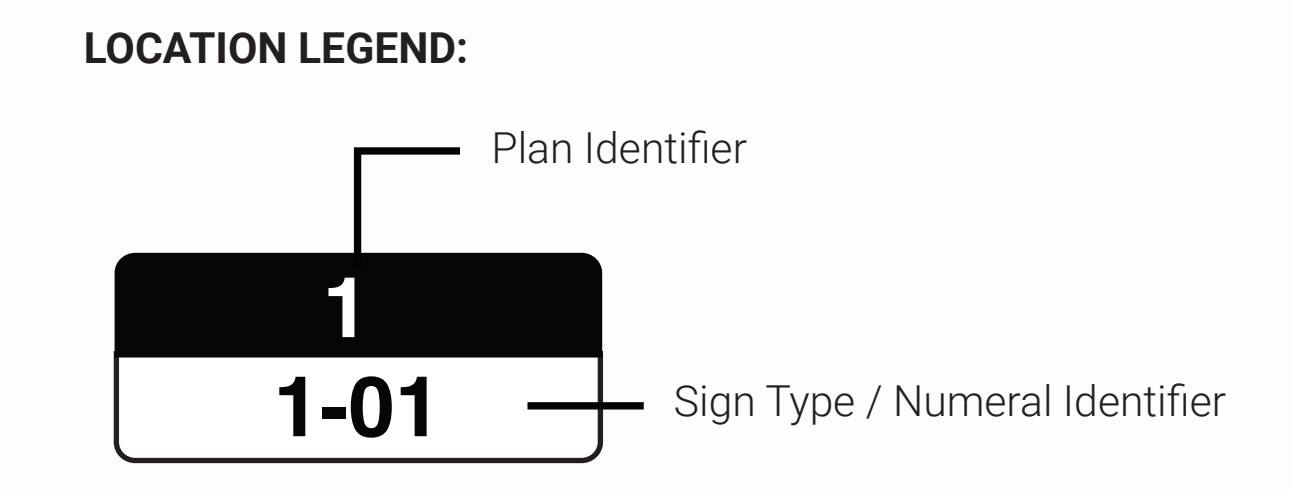 LOCATION LEGEND:
Plan Identifier
1
1-01
Sign Type / Numeral Identifier